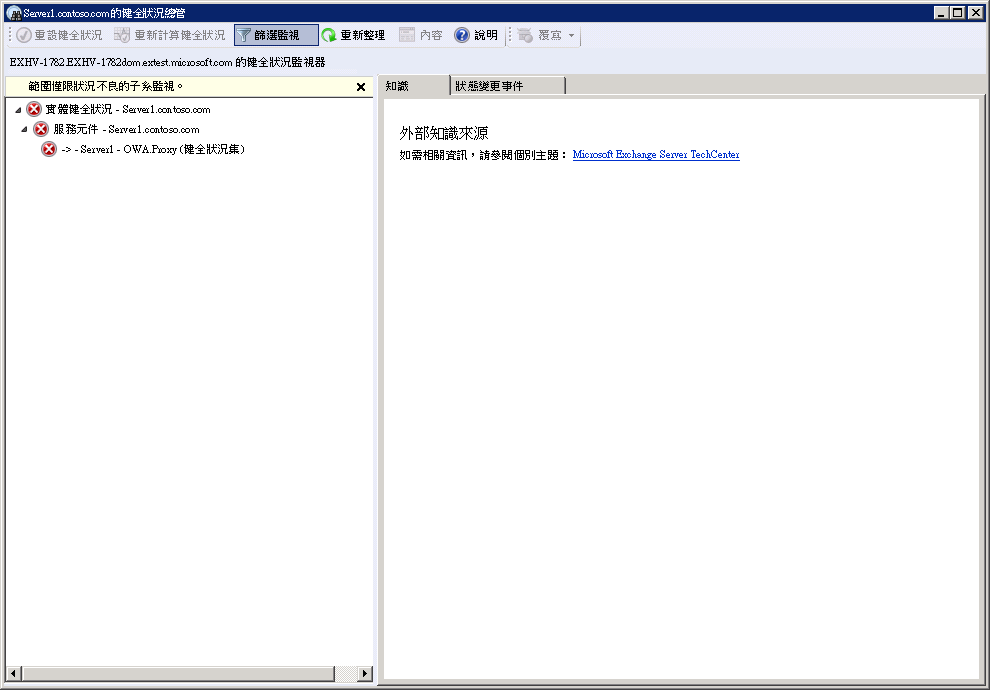 Server1.contoso.com 的健全狀況總管
重設健全狀況 重新計算健全狀況 篩選監視 重新整理 內容 說明 覆寫
EXHV-1782.EXHV-1782dom.extest.microsoft.com 的健全狀況監視器
範圍僅限狀況不良的子系監視。
實體健全狀況 - Server1.contoso.com
服務元件 - Server1.contoso.com
-> - Server1 - OWA.Proxy (健全狀況集)
知識 狀態變更事件
外部知識來源
如需相關資訊，請參閱個別主題： Microsoft Exchange Server TechCenter